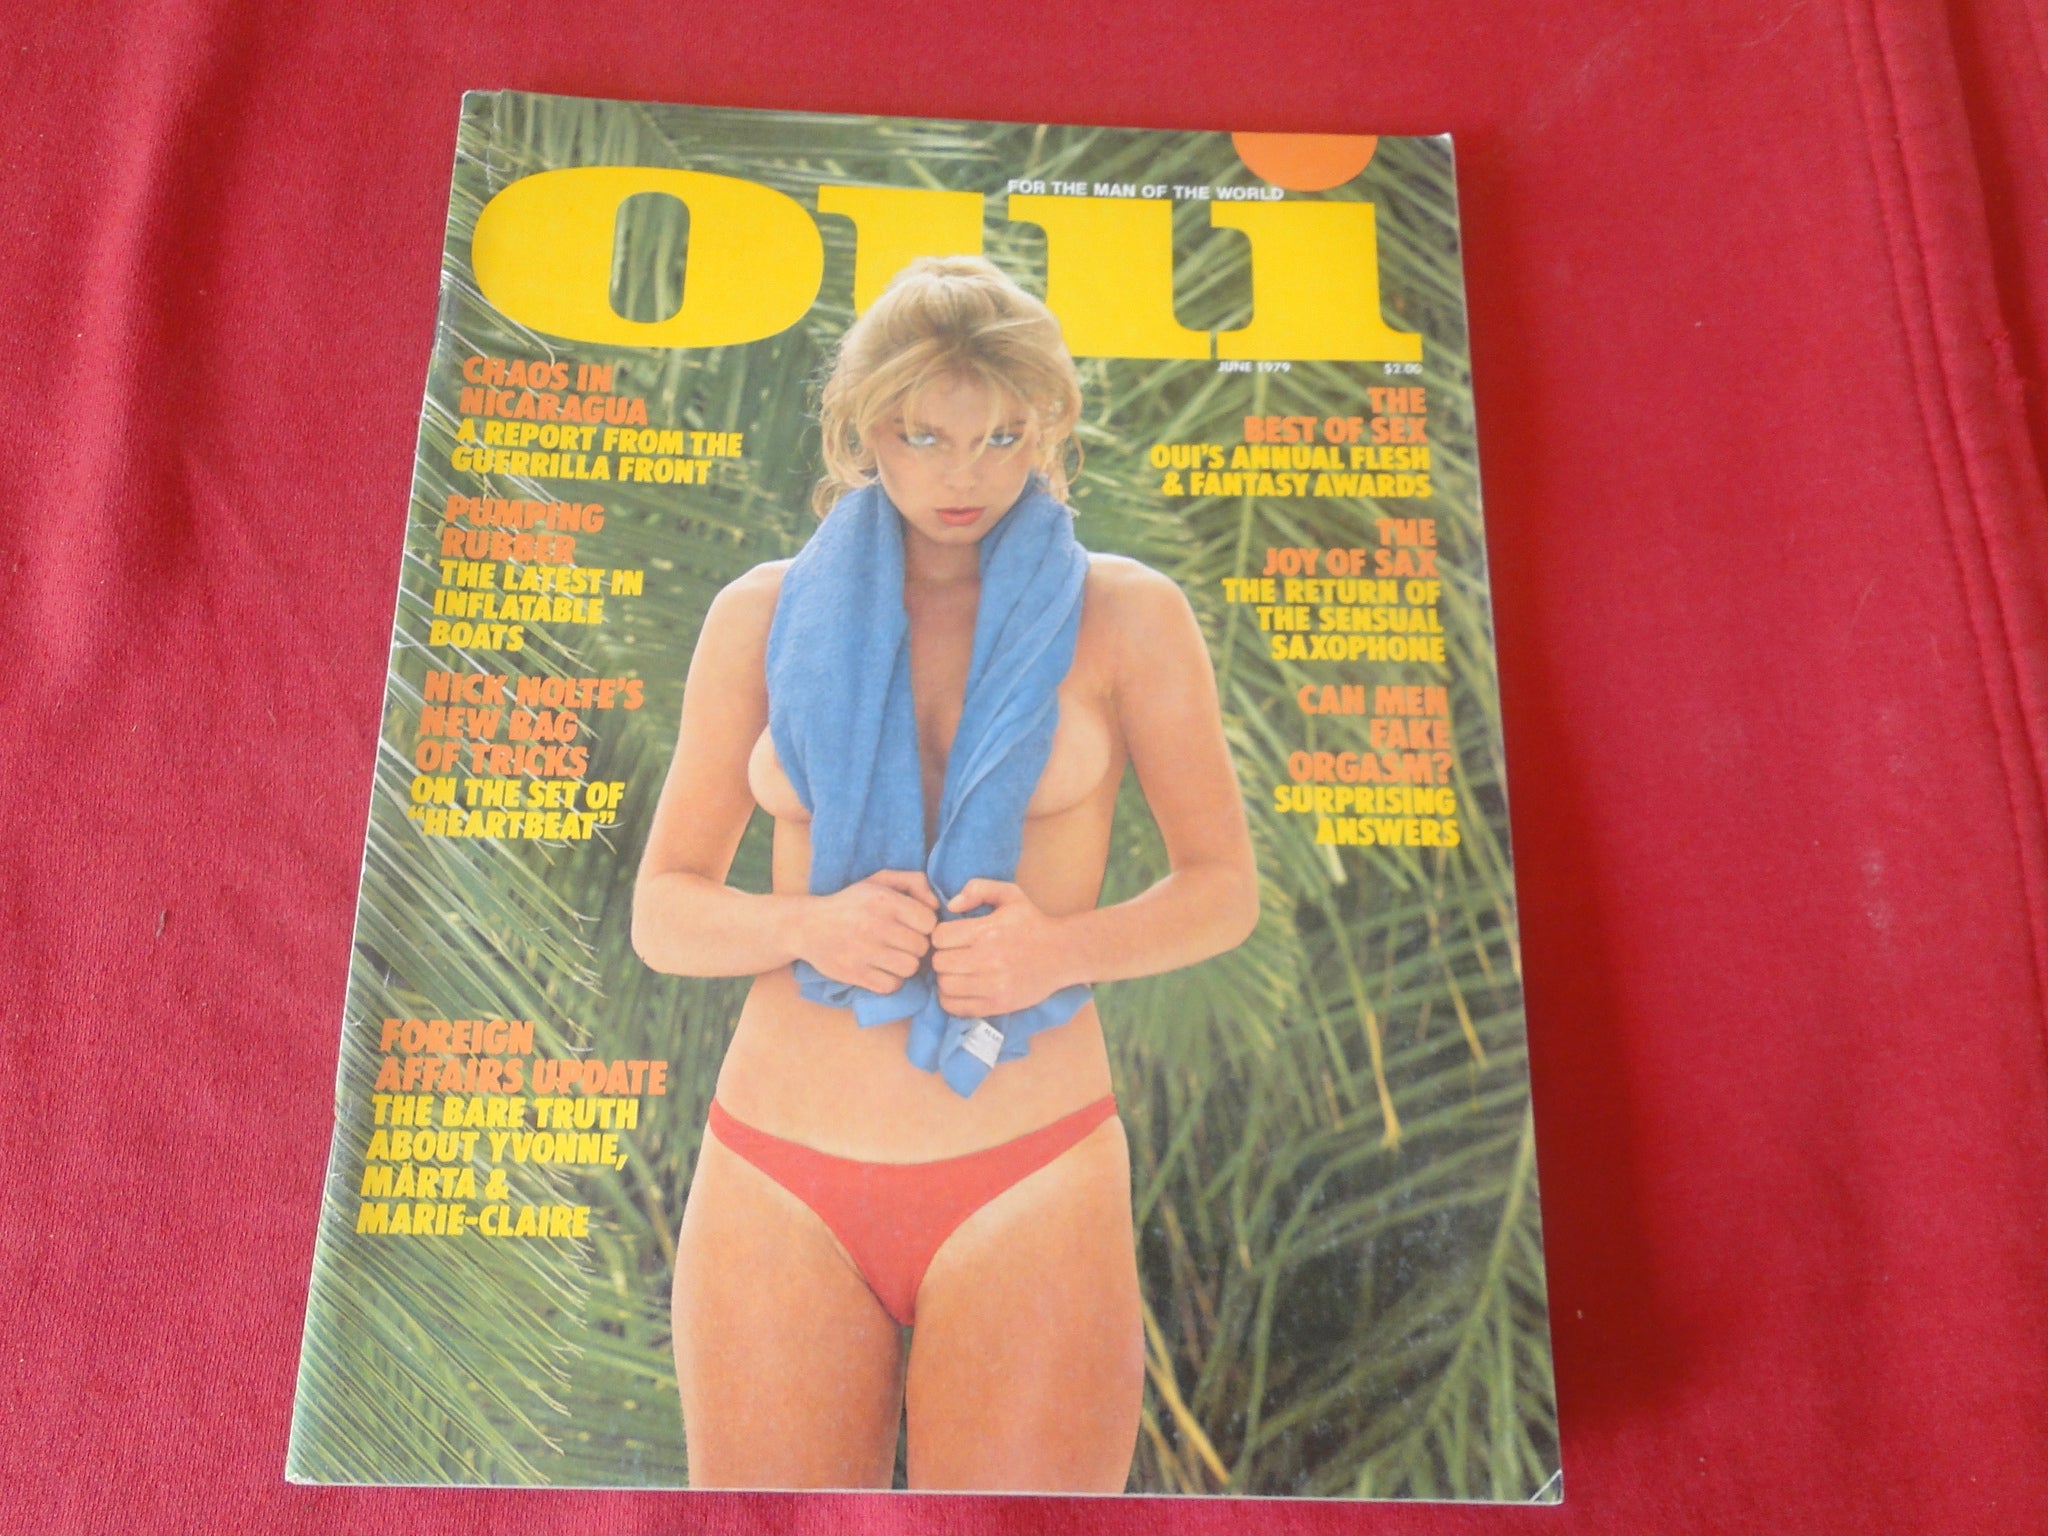 FOR THE MAN OF THE WORLD
Oui
JUNE 1979 $2.00
CHAOS IN
NICARAGUA
A REPORT FROM THE
GUERRILLA FRONT
PUMPING
RUBBER
THE LATEST IN
INFLATABLE
BOATS
NICK NOLTE'S
NEW BAG
OF TRICKS
ON THE SET OF
"HEARTBEAT"
FOREIGN
AFFAIRS UPDATE
THE BARE TRUTH
ABOUT YVONNE,
MÄRTA &
MARIE-CLAIRE
THE
BEST OF SEX
OUI'S ANNUAL FLESH
& FANTASY AWARDS
THE
JOY OF SAX
THE RETURN OF
THE SENSUAL
SAXOPHONE
CAN MEN
FAKE
ORGASM?
SURPRISING
ANSWERS